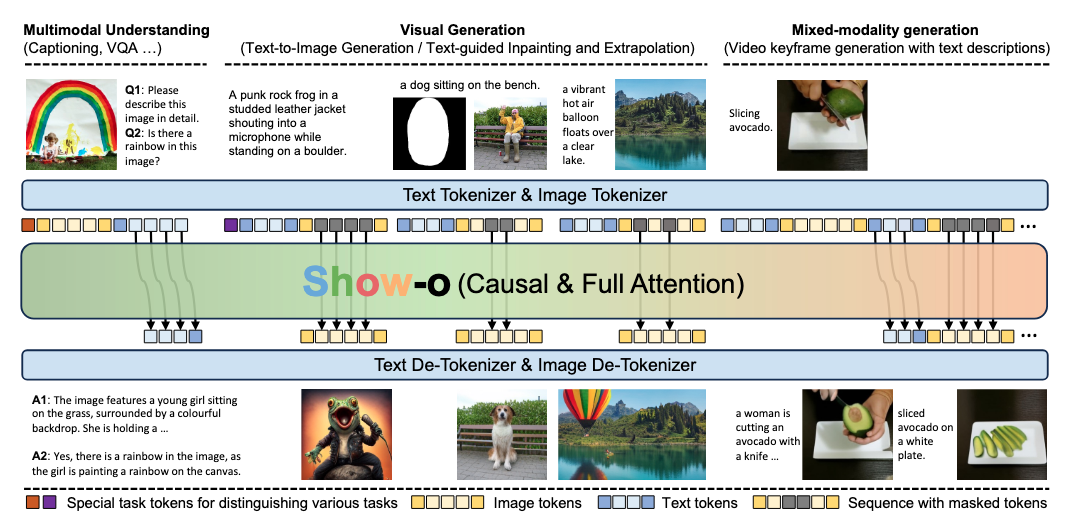 Multimodal Understanding
(Captioning, VQA …)
Visual Generation
(Text-to-Image Generation / Text-guided Inpainting and Extrapolation)
Mixed-modality generation
(Video keyframe generation with text descriptions)
Q1: Please
describe this
image in detail.
Q2: Is there a
rainbow in this
image?
A punk rock frog in a
studded leather jacket
shouting into a
microphone while
standing on a boulder.
a dog sitting on the bench.
a vibrant
hot air
balloon
floats over
a clear
lake.
Slicing
avocado.
Text Tokenizer & Image Tokenizer
...
Show-o (Causal & Full Attention)
...
Text De-Tokenizer & Image De-Tokenizer
A1: The image features a young girl sitting
on the grass, surrounded by a colourful
backdrop. She is holding a …
A2: Yes, there is a rainbow in the image, as
the girl is painting a rainbow on the canvas.
a woman is
cutting an
avocado with
a knife …
sliced
avocado on
a white
plate.
Special task tokens for distinguishing various tasks
Image tokens
Text tokens
Sequence with masked tokens